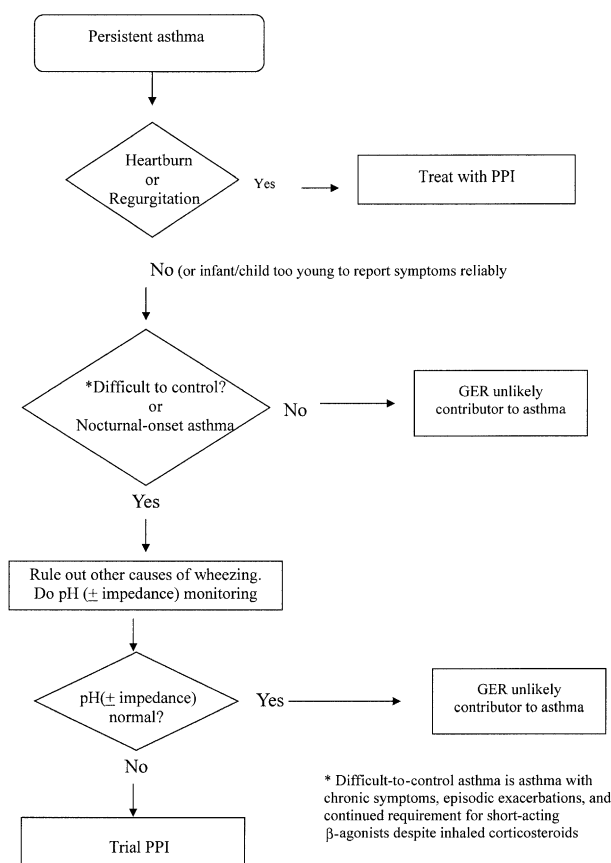 Persistent asthma
Heartburn
or
Regurgitation
Yes
Treat with PPI
No (or infant/child too young to report symptoms reliably
*Difficult to control?
or
Nocturnal-onset asthma
No
GER unlikely
contributor to asthma
Yes
Rule out other causes of wheezing.
Do pH (± impedance) monitoring
pH(± impedance)
normal?
Yes
GER unlikely
contributor to asthma
No
Trial PPI
* Difficult-to-control asthma is asthma with
chronic symptoms, episodic exacerbations, and
continued requirement for short-acting
β-agonists despite inhaled corticosteroids